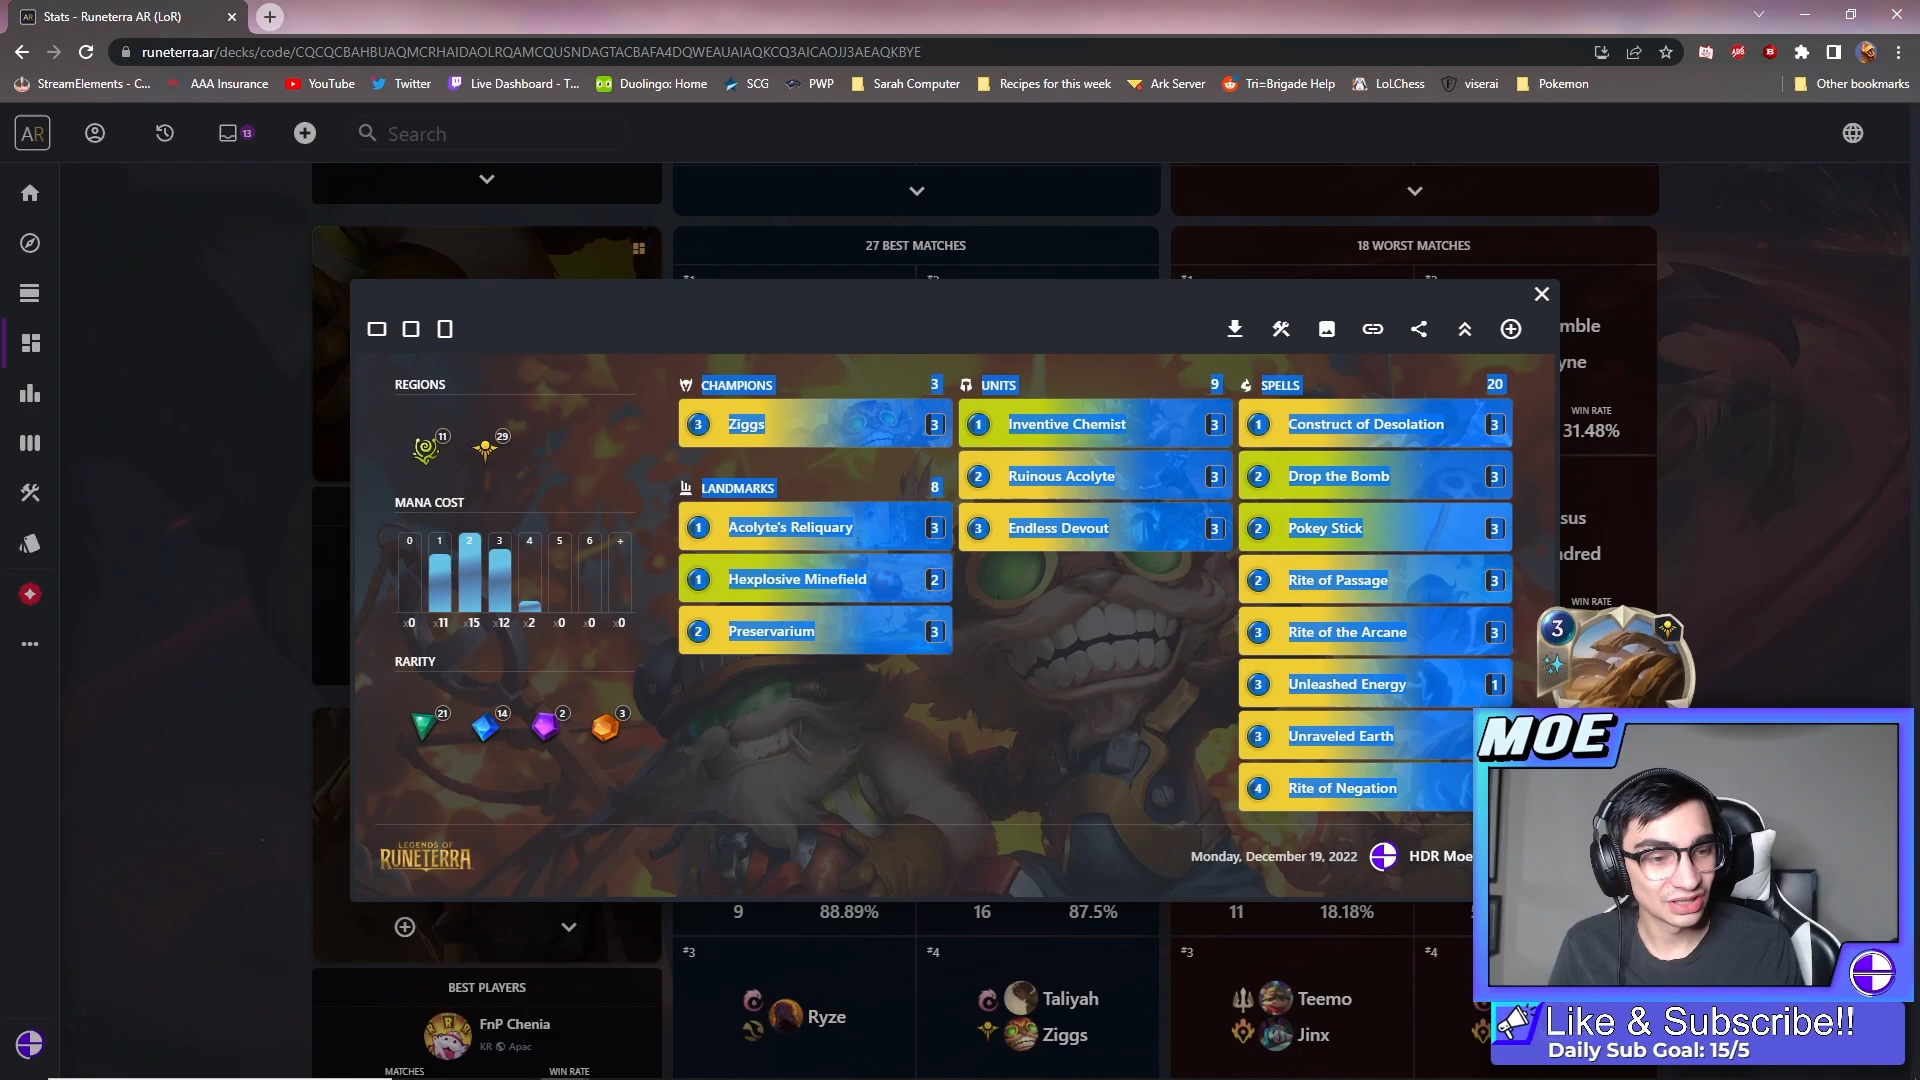 Stats - Runeterra AR (LoR)
runeterra.ar/decks/code/CQCQCBAHBUAQMCRHAIDAOLRQAMCQUSNDAGTACBAFA4DQWEAUAIAQKCQ3AICAOJJ3AEAQKBYE
StreamElements - C...
AAA Insurance
YouTube
Twitter
Live Dashboard - T...
Duolingo: Home
SCG
PWP
Sarah Computer
Recipes for this week
Ark Server
Tri=Brigade Help
LoLChess
viserai
Pokemon
Other bookmarks
AR
13
Search
27 BEST MATCHES
18 WORST MATCHES
#1
#2
#1
#2
mble
yne
WIN RATE
31.48%
sus
dred
WIN RATE
REGIONS
11
29
MANA COST
0 1 2 3 4 5 6 +
x0 x11 x15 x12 x2 x0 x0 x0
RARITY
21
14
2
3
CHAMPIONS 3
3 Ziggs 3
LANDMARKS 8
1 Acolyte's Reliquary 3
1 Hexplosive Minefield 2
2 Preservarium 3
UNITS 9
1 Inventive Chemist 3
2 Ruinous Acolyte 3
3 Endless Devout 3
SPELLS 20
1 Construct of Desolation 3
2 Drop the Bomb 3
2 Pokey Stick 3
2 Rite of Passage 3
3 Rite of the Arcane 3
3 Unleashed Energy 1
3 Unraveled Earth
4 Rite of Negation
3
LEGENDS OF
RUNETERRA
Monday, December 19, 2022
HDR Moe
9 88.89%
16 87.5%
11 18.18%
#3
Ryze
#4
Taliyah
Ziggs
#3
Teemo
Jinx
#4
BEST PLAYERS
FnP Chenia
KR Apac
MATCHES
WIN RATE
MOE
Like & Subscribe!!
Daily Sub Goal: 15/5